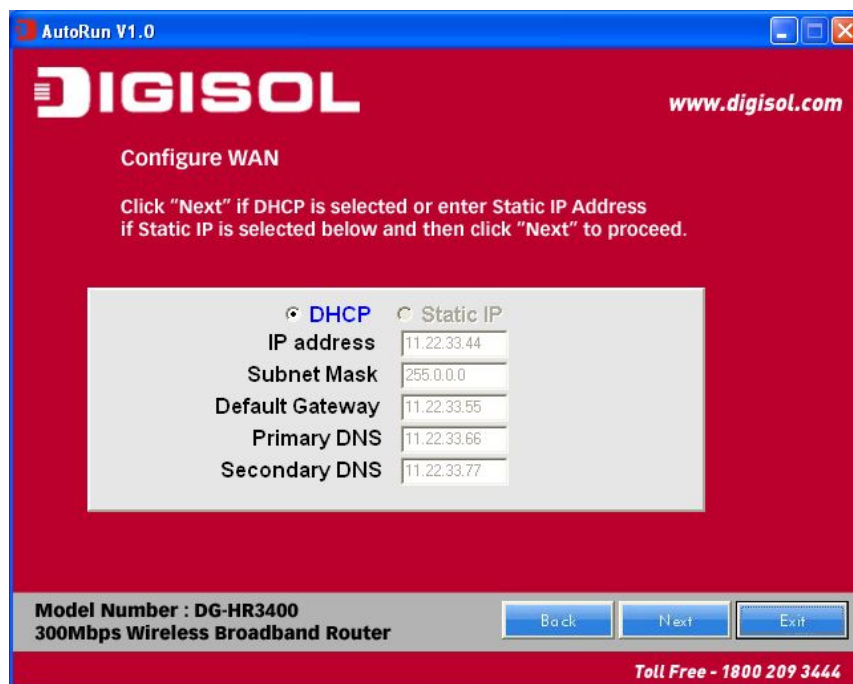 AutoRun V1.0
DIGISOL
www.digisol.com
Configure WAN
Click "Next" if DHCP is selected or enter Static IP Address
if Static IP is selected below and then click "Next" to proceed.
DHCP Static IP
IP address 11.22.33.44
Subnet Mask 255.0.0.0
Default Gateway 11.22.33.55
Primary DNS 11.22.33.66
Secondary DNS 11.22.33.77
Model Number : DG-HR3400
300Mbps Wireless Broadband Router
Back Next Exit
Toll Free - 1800 209 3444